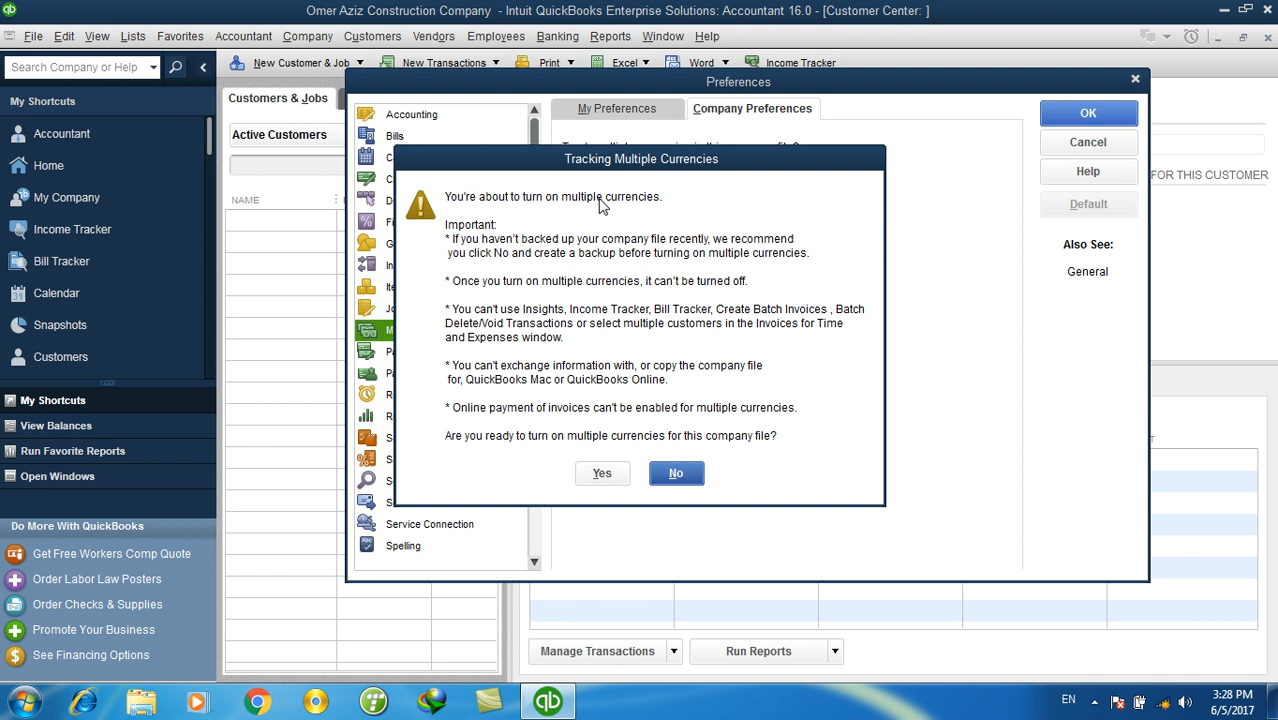 Omer Aziz Construction Company - Intuit QuickBooks Enterprise Solutions: Accountant 16.0 - [Customer Center: ]
File Edit View Lists Favorites Accountant Company Customers Vendors Employees Banking Reports Window Help
Search Company or Help
New Customer & Job
New Transactions
Print
Excel
Word
Income Tracker
My Shortcuts
Accountant
Home
My Company
Income Tracker
Bill Tracker
Calendar
Snapshots
Customers
My Shortcuts
View Balances
Run Favorite Reports
Open Windows
Do More With QuickBooks
Get Free Workers Comp Quote
Order Labor Law Posters
Order Checks & Supplies
Promote Your Business
See Financing Options
Customers & Jobs
Active Customers
NAME
Preferences
Accounting
Bills
Service Connection
Spelling
My Preferences
Company Preferences
OK
Cancel
Help
Default
Also See:
General
FOR THIS CUSTOMER
Tracking Multiple Currencies
You're about to turn on multiple currencies.
Important:
* If you haven't backed up your company file recently, we recommend
you click No and create a backup before turning on multiple currencies.
* Once you turn on multiple currencies, it can't be turned off.
* You can't use Insights, Income Tracker, Bill Tracker, Create Batch Invoices , Batch
Delete/Void Transactions or select multiple customers in the Invoices for Time
and Expenses window.
* You can't exchange information with, or copy the company file
for, QuickBooks Mac or QuickBooks Online.
* Online payment of invoices can't be enabled for multiple currencies.
Are you ready to turn on multiple currencies for this company file?
Yes
No
Manage Transactions
Run Reports
EN
3:28 PM
6/5/2017